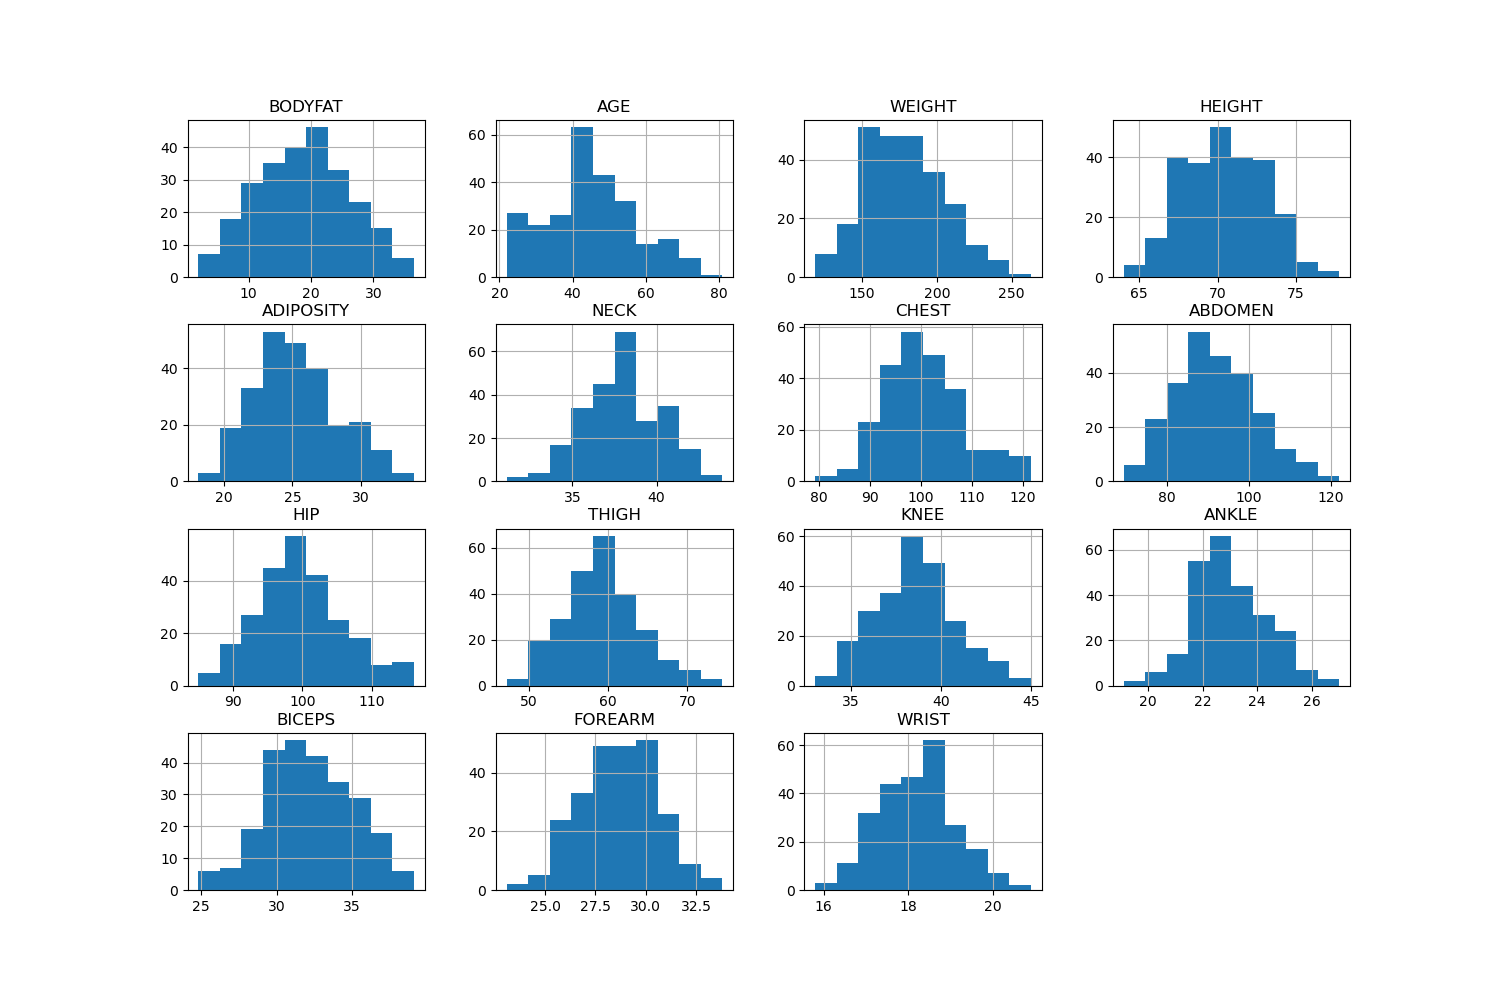 BODYFAT AGE WEIGHT HEIGHT
40 60 40 40
30 40 20 20
20 20 0 0
10 0
0
10 20 30 20 40 60 80 150 200 250 65 70 75
ADIPOSITY NECK CHEST ABDOMEN
40 60 60 40
20 40 40 20
0 20 20 0
0 0
20 25 30 35 40 80 90 100 110 120 80 100 120
HIP THIGH KNEE ANKLE
40 60 60 60
20 40 40 40
0 20 20 20
0 0 0
90 100 110 50 60 70 35 40 45 20 22 24 26
BICEPS FOREARM WRIST
40 40 60
30 20 40
20 0 20
10 0
0
25 30 35 25.0 27.5 30.0 32.5 16 18 20